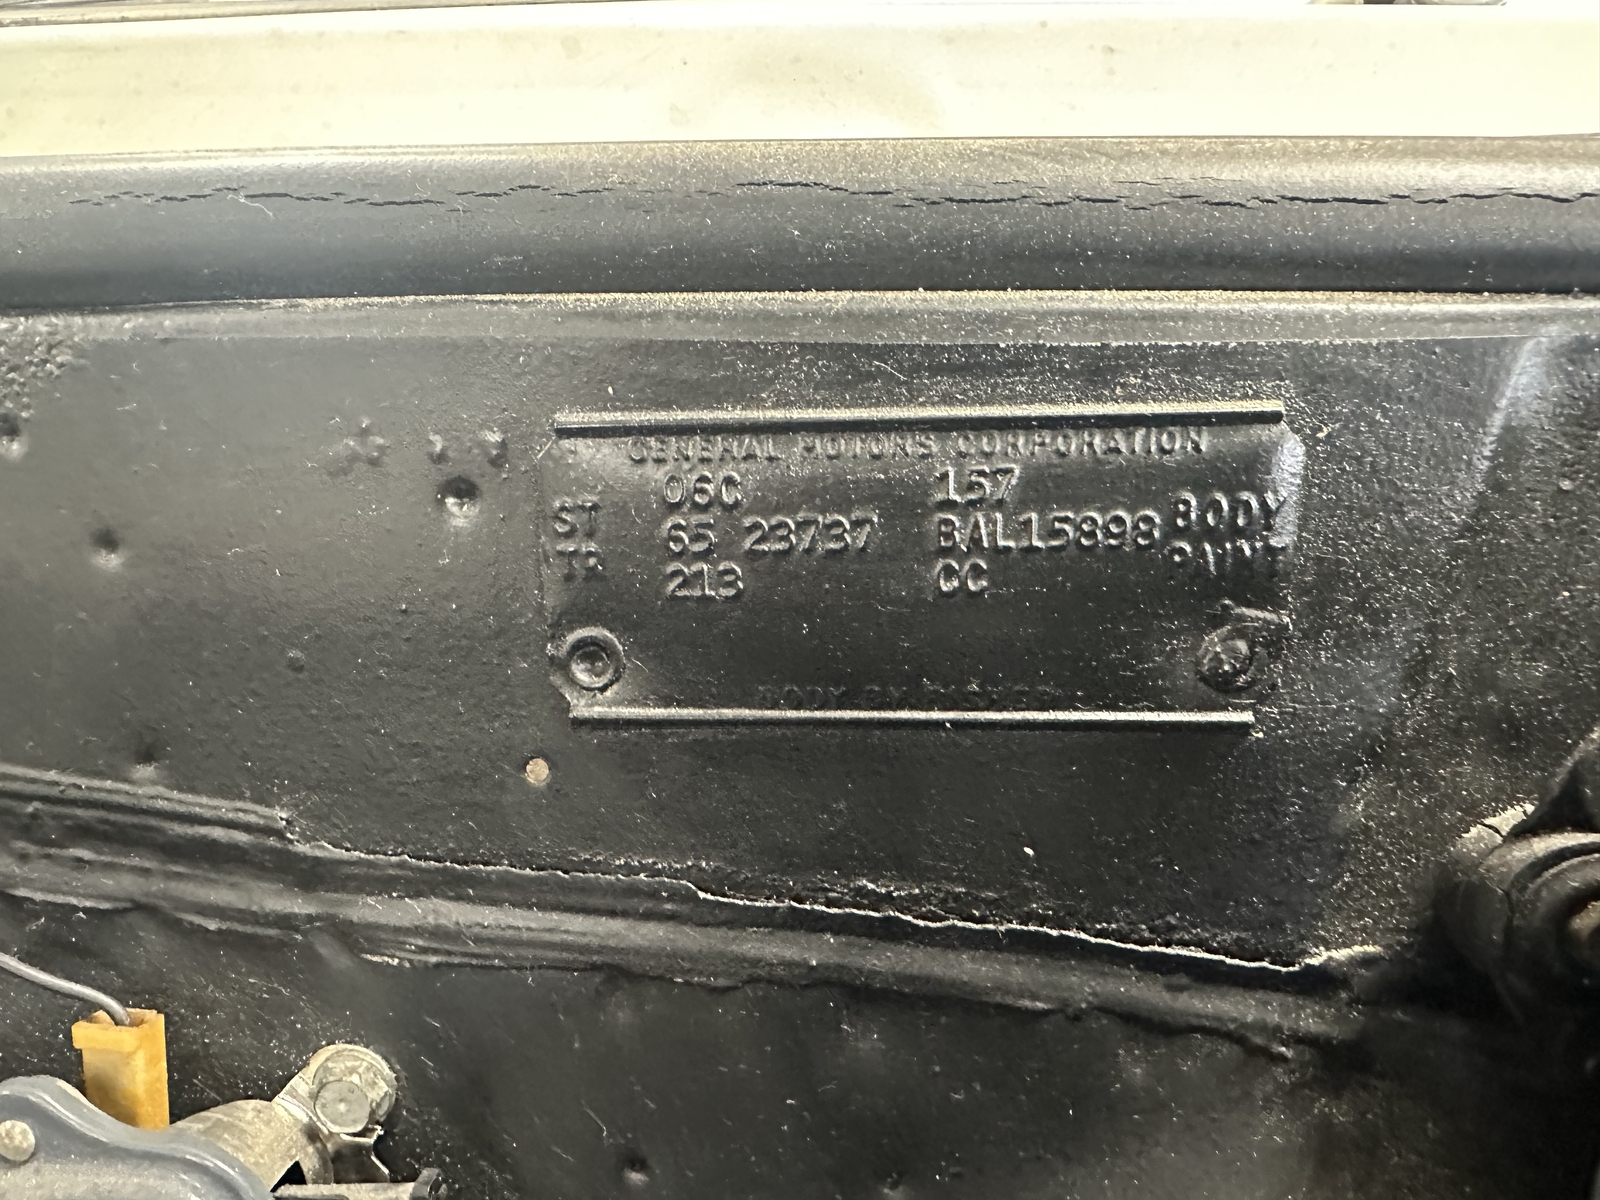 GENERAL MOTORS CORPORATION
06C 157
ST 65 23737 BAL15898 BODY
TR 213 CC PAINT
BODY BY FISHER